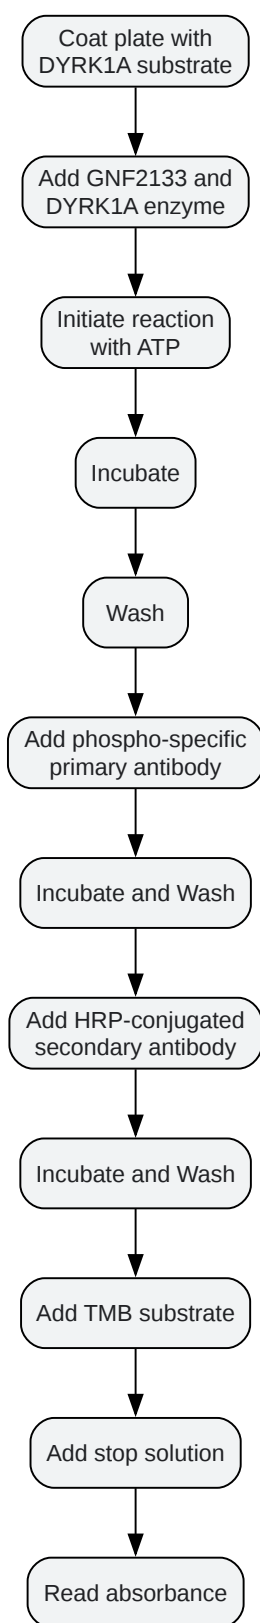 Coat plate with
DYRK1A substrate
Add GNF2133 and
DYRK1A enzyme
Initiate reaction
with ATP
Incubate
Wash
Add phospho-specific
primary antibody
Incubate and Wash
Add HRP-conjugated
secondary antibody
Incubate and Wash
Add TMB substrate
Add stop solution
Read absorbance